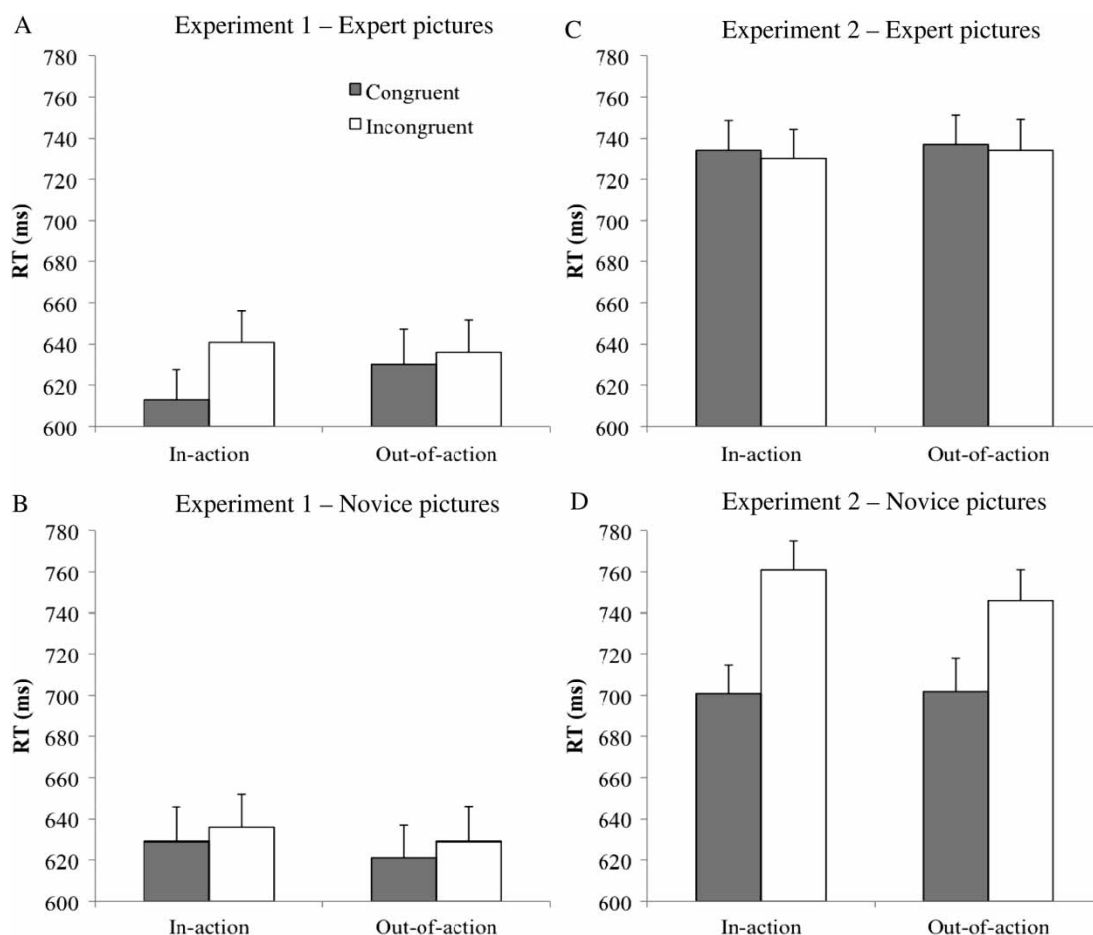 A
Experiment 1 – Expert pictures
780
760
740
720
700
680
660
640
620
600
RT (ms)
Congruent
Incongruent
In-action
Out-of-action
C
Experiment 2 – Expert pictures
780
760
740
720
700
680
660
640
620
600
RT (ms)
In-action
Out-of-action
B
Experiment 1 – Novice pictures
780
760
740
720
700
680
660
640
620
600
RT (ms)
In-action
Out-of-action
D
Experiment 2 – Novice pictures
780
760
740
720
700
680
660
640
620
600
RT (ms)
In-action
Out-of-action